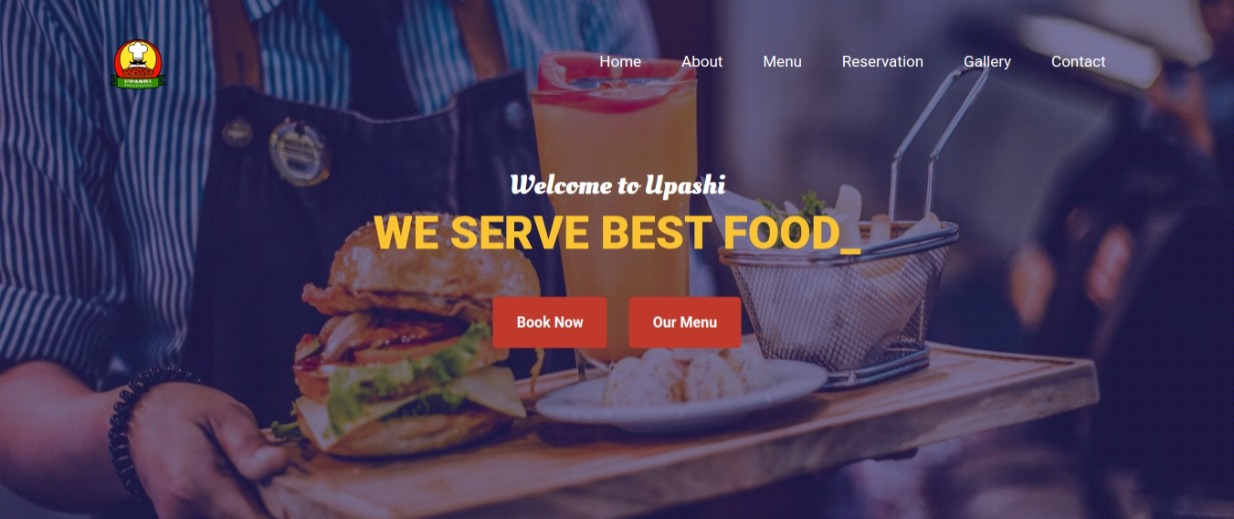 UPASHI
Home About Menu Reservation Gallery Contact
Welcome to Upashi
WE SERVE BEST FOOD_
Book Now Our Menu